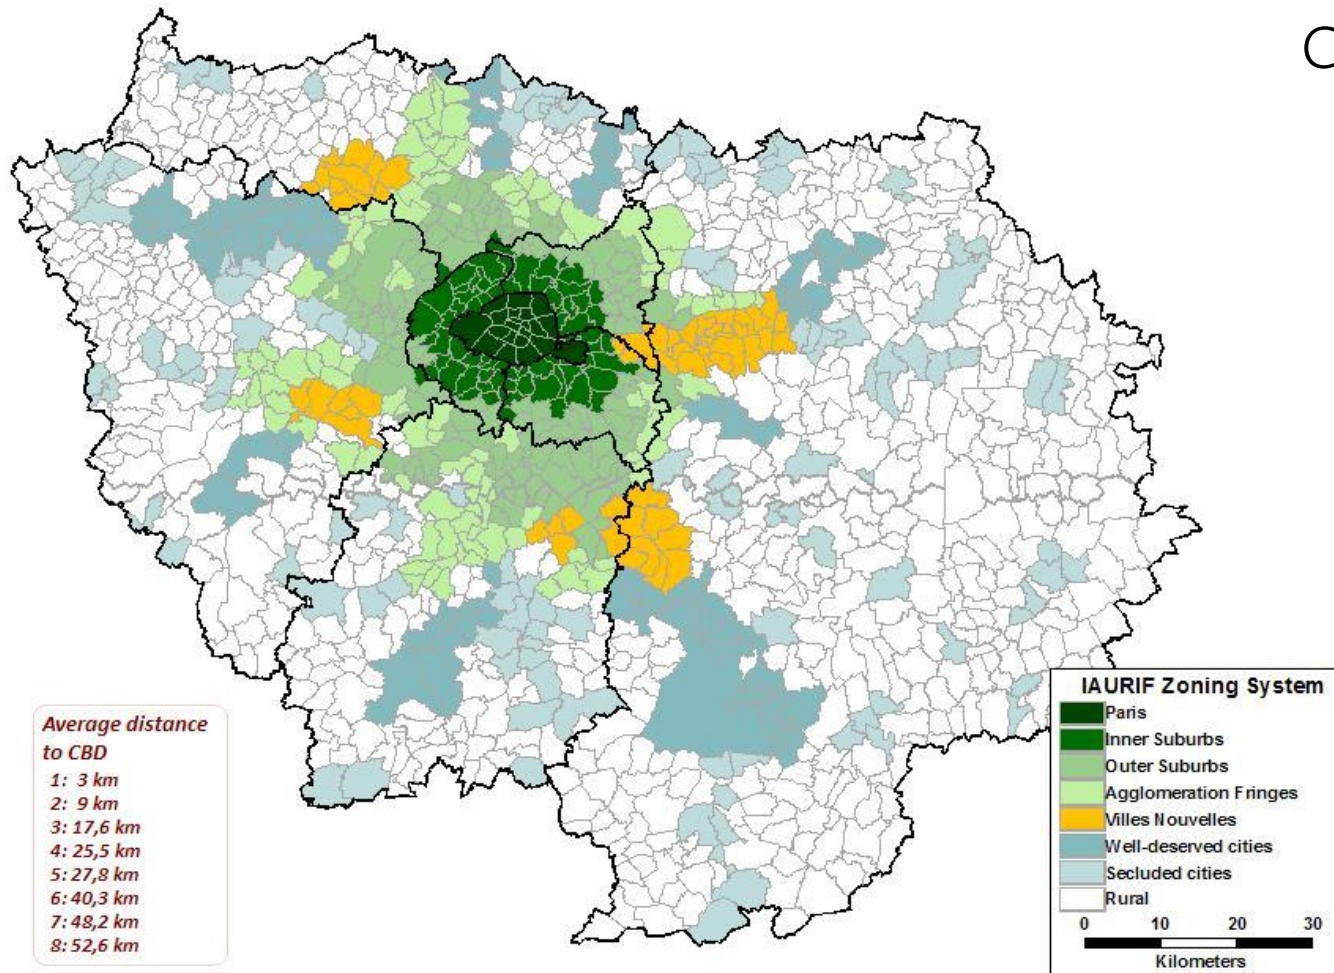 C
Average distance
to CBD
1: 3 km
2: 9 km
3: 17,6 km
4: 25,5 km
5: 27,8 km
6: 40,3 km
7: 48,2 km
8: 52,6 km
IAURIF Zoning System
Paris
Inner Suburbs
Outer Suburbs
Agglomeration Fringes
Villes Nouvelles
Well-deserved cities
Secluded cities
Rural
0 10 20 30
Kilometers